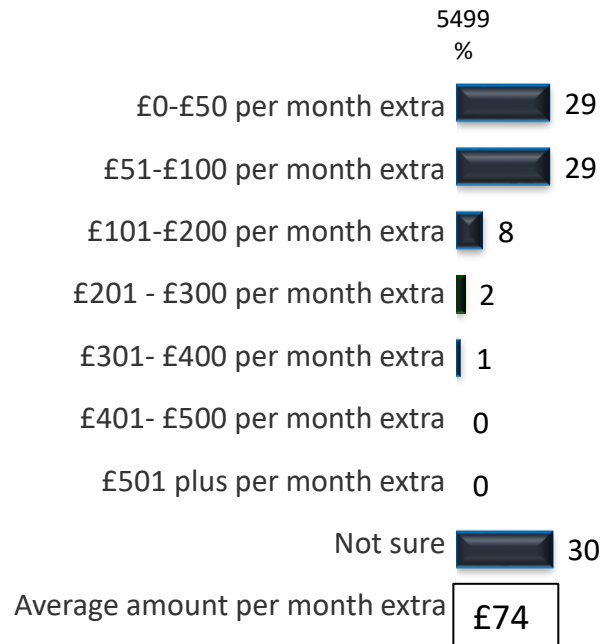 5499
%
£0-£50 per month extra 29
£51-£100 per month extra 29
£101-£200 per month extra 8
£201 - £300 per month extra 2
£301- £400 per month extra 1
£401- £500 per month extra 0
£501 plus per month extra 0
Not sure 30
Average amount per month extra £74